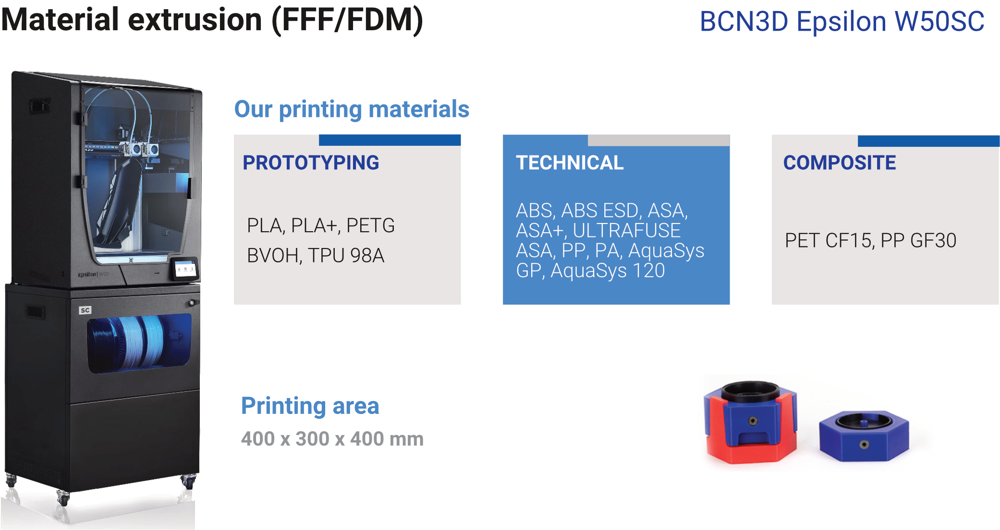 Material extrusion (FFF/FDM)
BCN3D Epsilon W50SC
Our printing materials
PROTOTYPING
PLA, PLA+, PETG
BVOH, TPU 98A
TECHNICAL
ABS, ABS ESD, ASA,
ASA+, ULTRAFUSE
ASA, PP, PA, AquaSys
GP, AquaSys 120
COMPOSITE
PET CF15, PP GF30
Epsilon | W50
SC
Printing area
400 x 300 x 400 mm